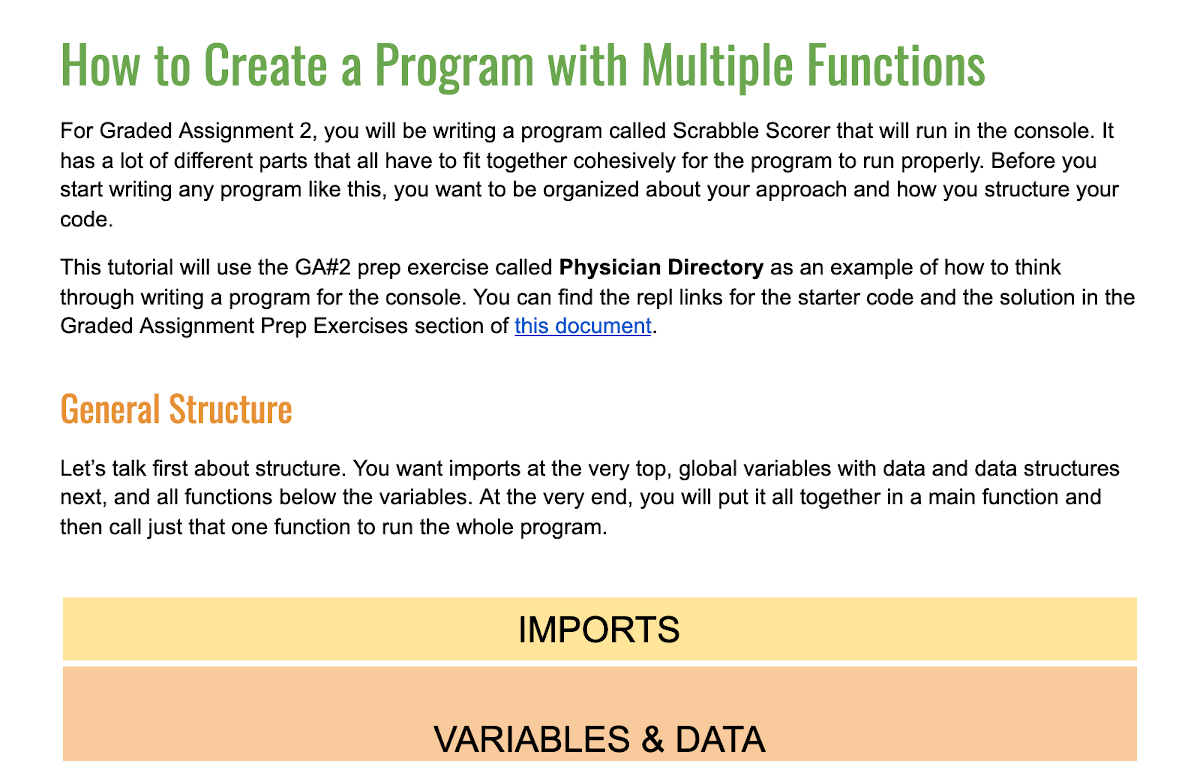 How to Create a Program with Multiple Functions
For Graded Assignment 2, you will be writing a program called Scrabble Scorer that will run in the console. It
has a lot of different parts that all have to fit together cohesively for the program to run properly. Before you
start writing any program like this, you want to be organized about your approach and how you structure your
code.
This tutorial will use the GA#2 prep exercise called Physician Directory as an example of how to think
through writing a program for the console. You can find the repl links for the starter code and the solution in the
Graded Assignment Prep Exercises section of this document.
General Structure
Let’s talk first about structure. You want imports at the very top, global variables with data and data structures
next, and all functions below the variables. At the very end, you will put it all together in a main function and
then call just that one function to run the whole program.
IMPORTS
VARIABLES & DATA